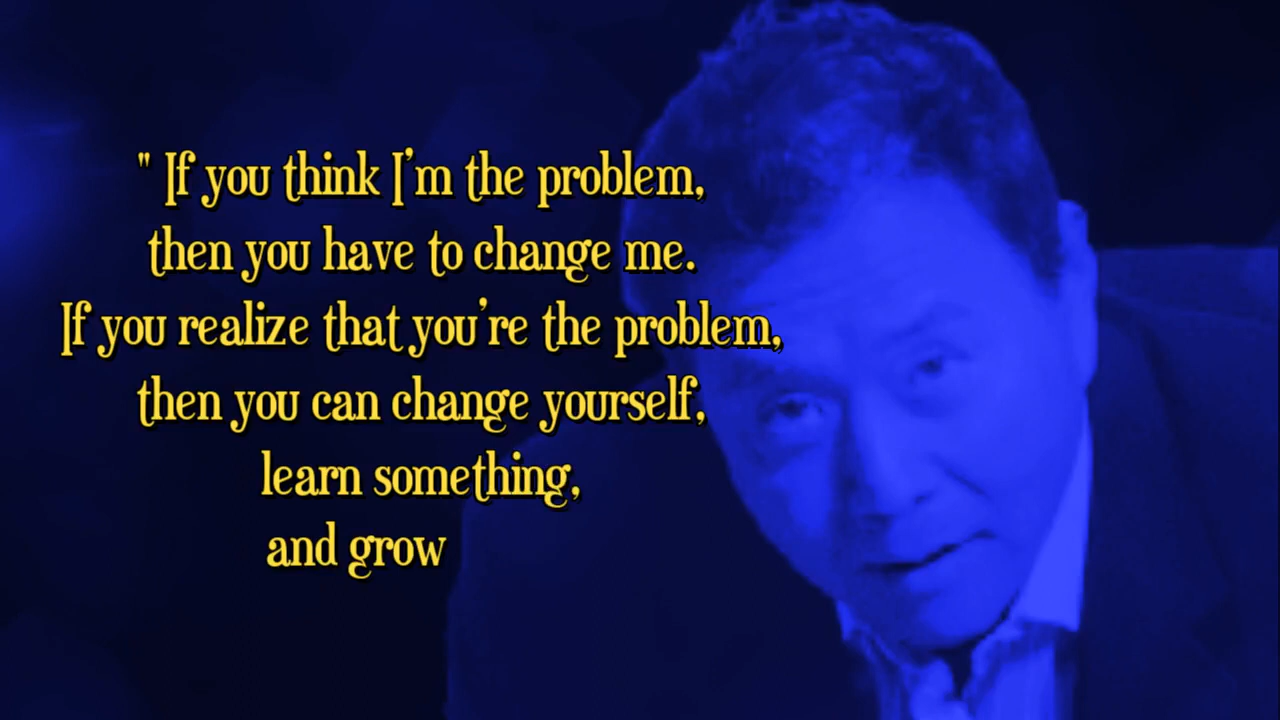 " If you think I'm the problem,
then you have to change me.
If you realize that you're the problem,
then you can change yourself,
learn something,
and grow